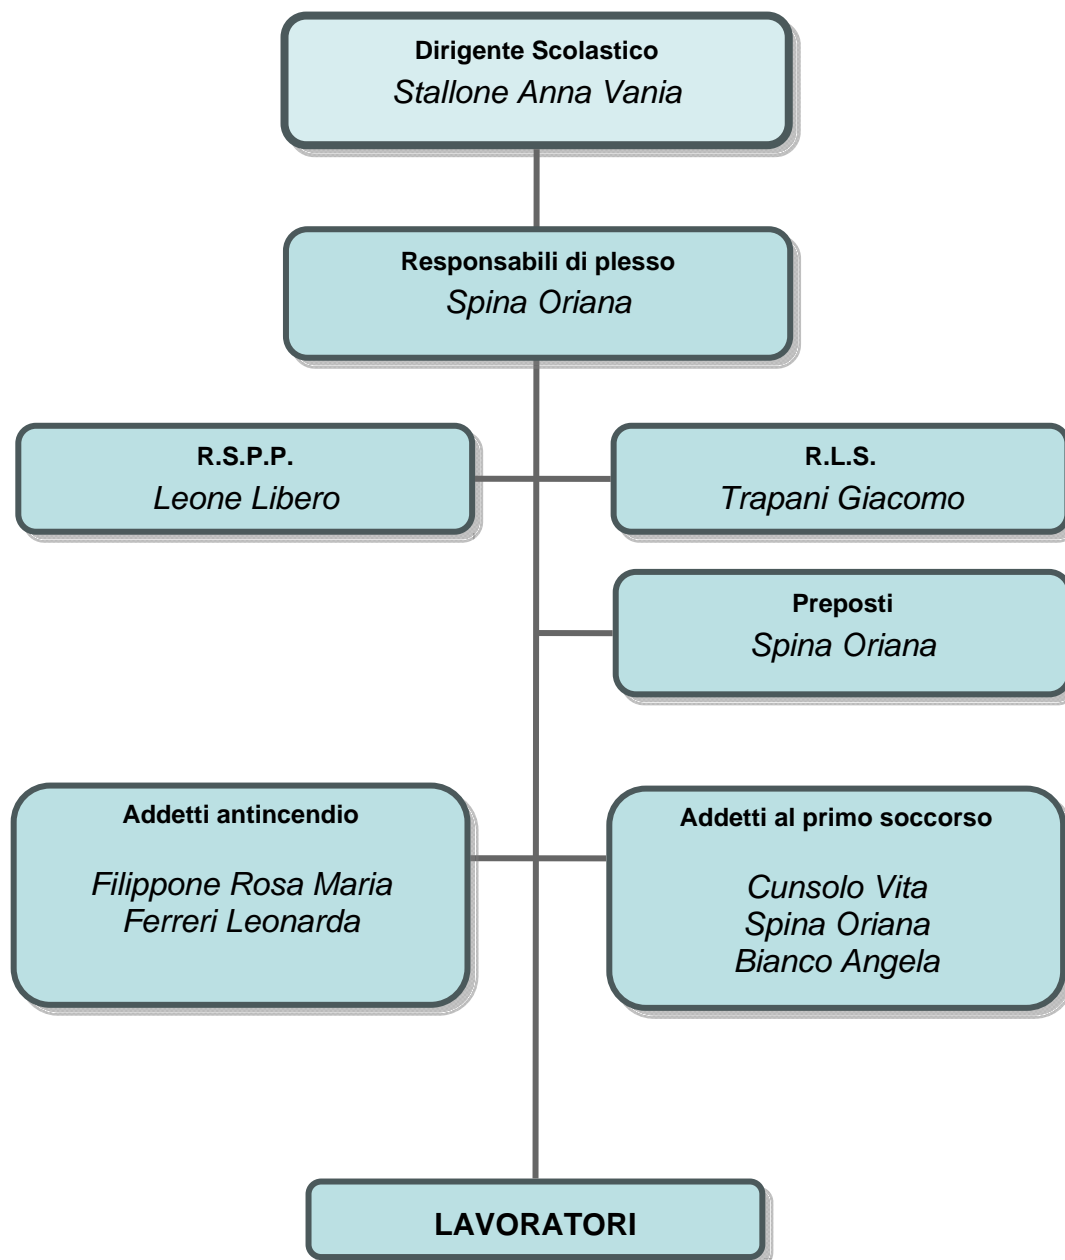 Dirigente Scolastico
Stallone Anna Vania
Responsabili di plesso
Spina Oriana
R.S.P.P.
Leone Libero
R.L.S.
Trapani Giacomo
Preposti
Spina Oriana
Addetti antincendio
Filippone Rosa Maria
Ferreri Leonarda
Addetti al primo soccorso
Cunsolo Vita
Spina Oriana
Bianco Angela
LAVORATORI